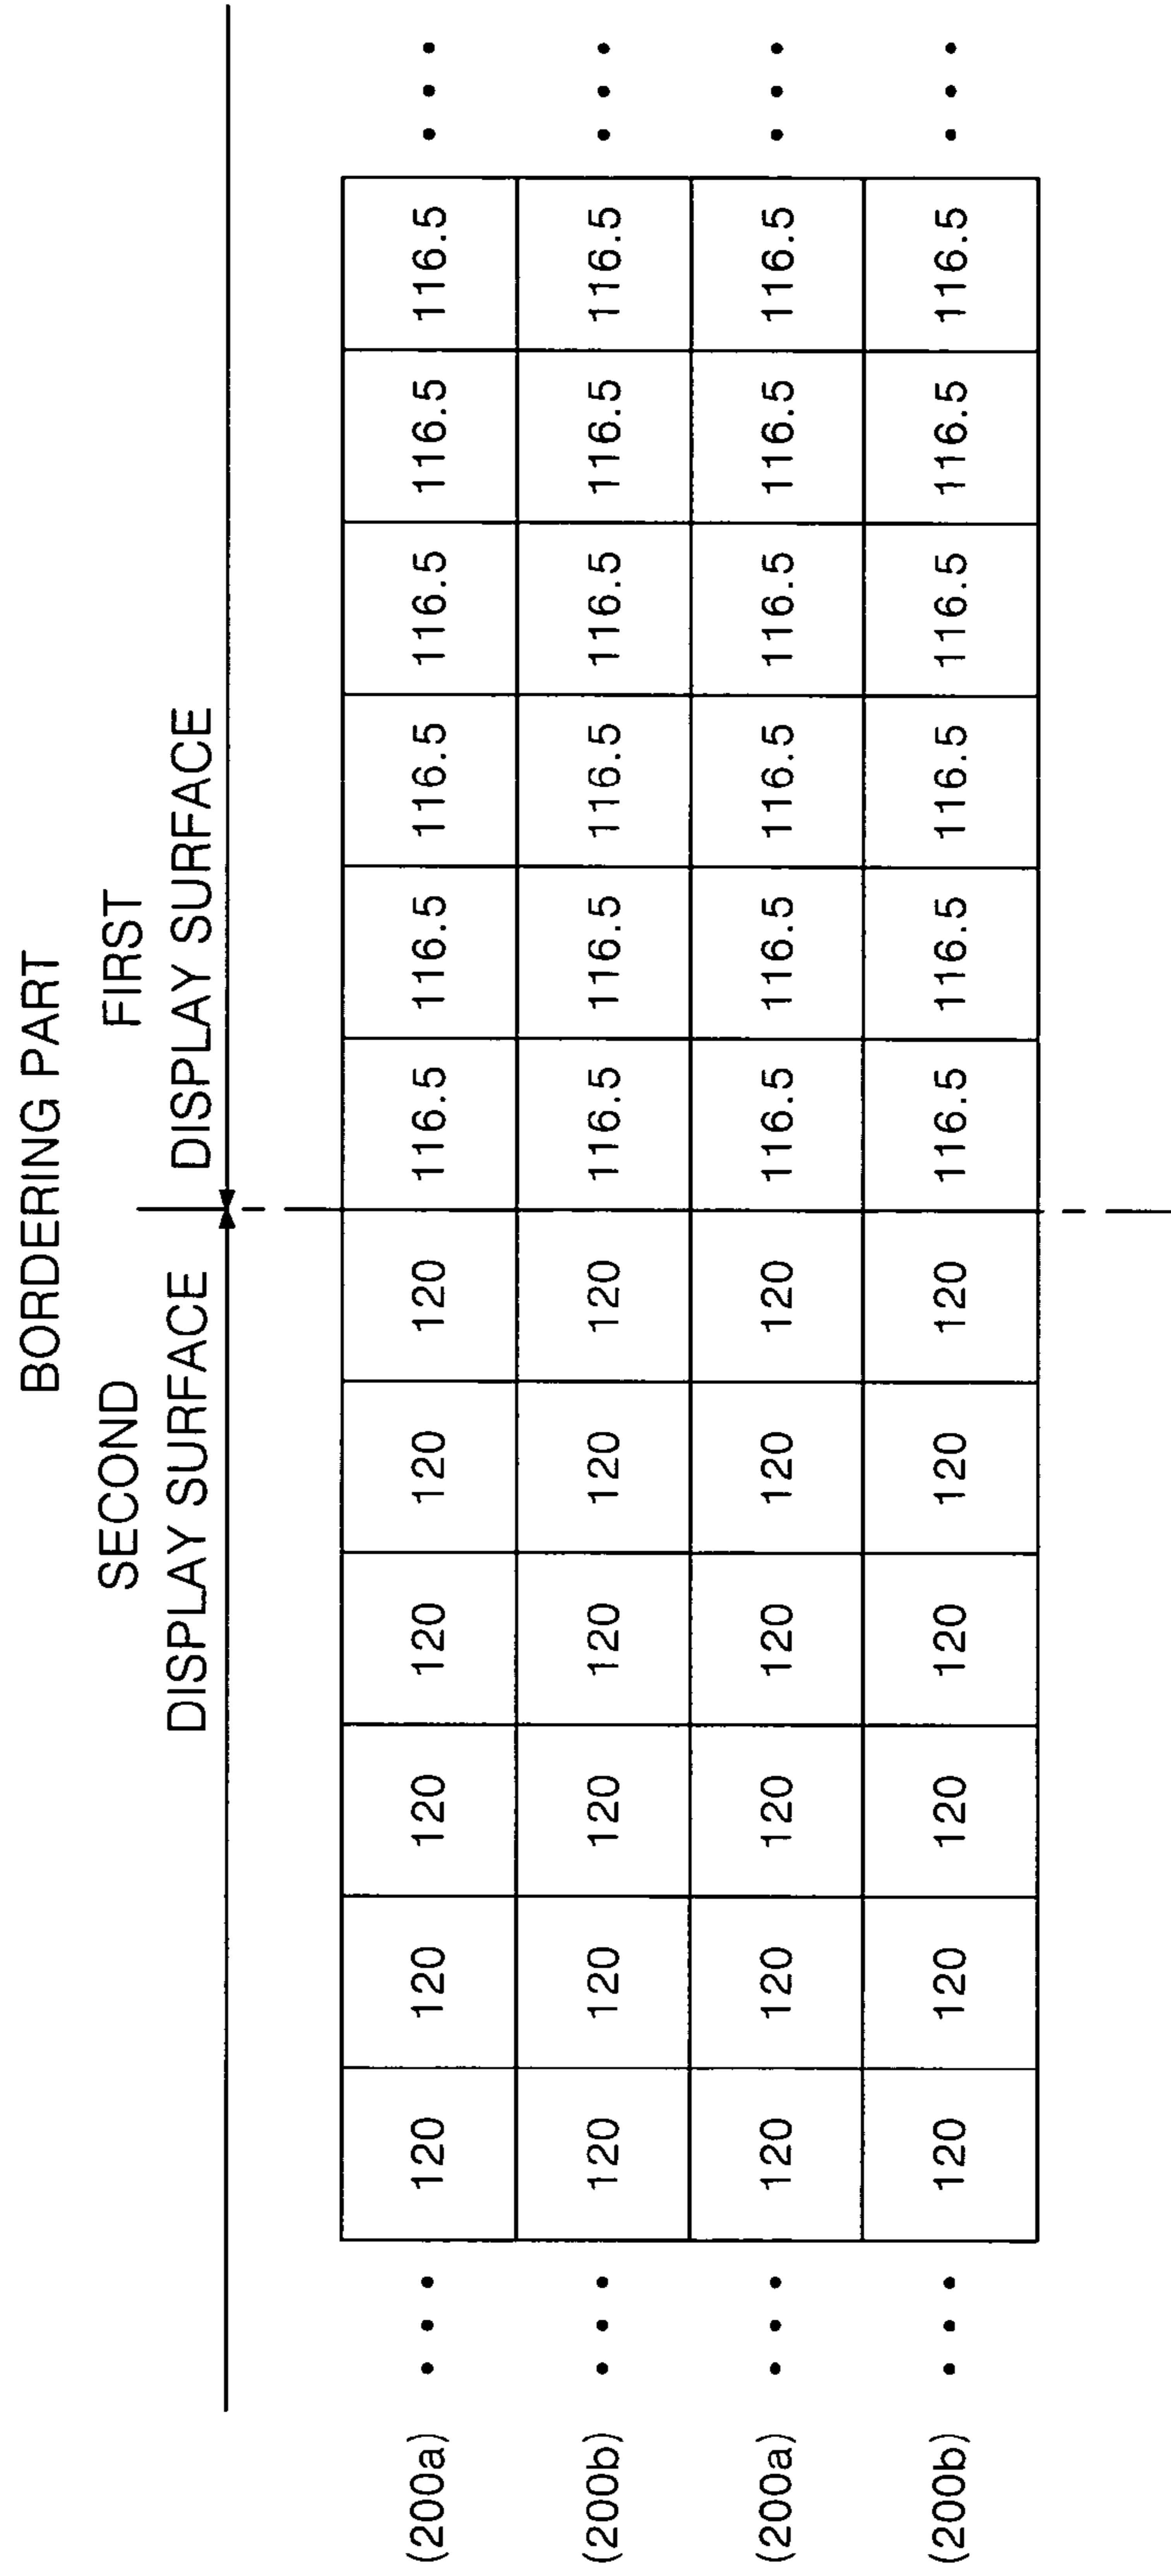 BORDERING PART
SECOND
DISPLAY SURFACE
FIRST
DISPLAY SURFACE
(200a) ••• 120 120 120 120 120 120 116.5 116.5 116.5 116.5 116.5 116.5 •••
(200b) ••• 120 120 120 120 120 120 116.5 116.5 116.5 116.5 116.5 116.5 •••
(200a) ••• 120 120 120 120 120 120 116.5 116.5 116.5 116.5 116.5 116.5 •••
(200b) ••• 120 120 120 120 120 120 116.5 116.5 116.5 116.5 116.5 116.5 •••